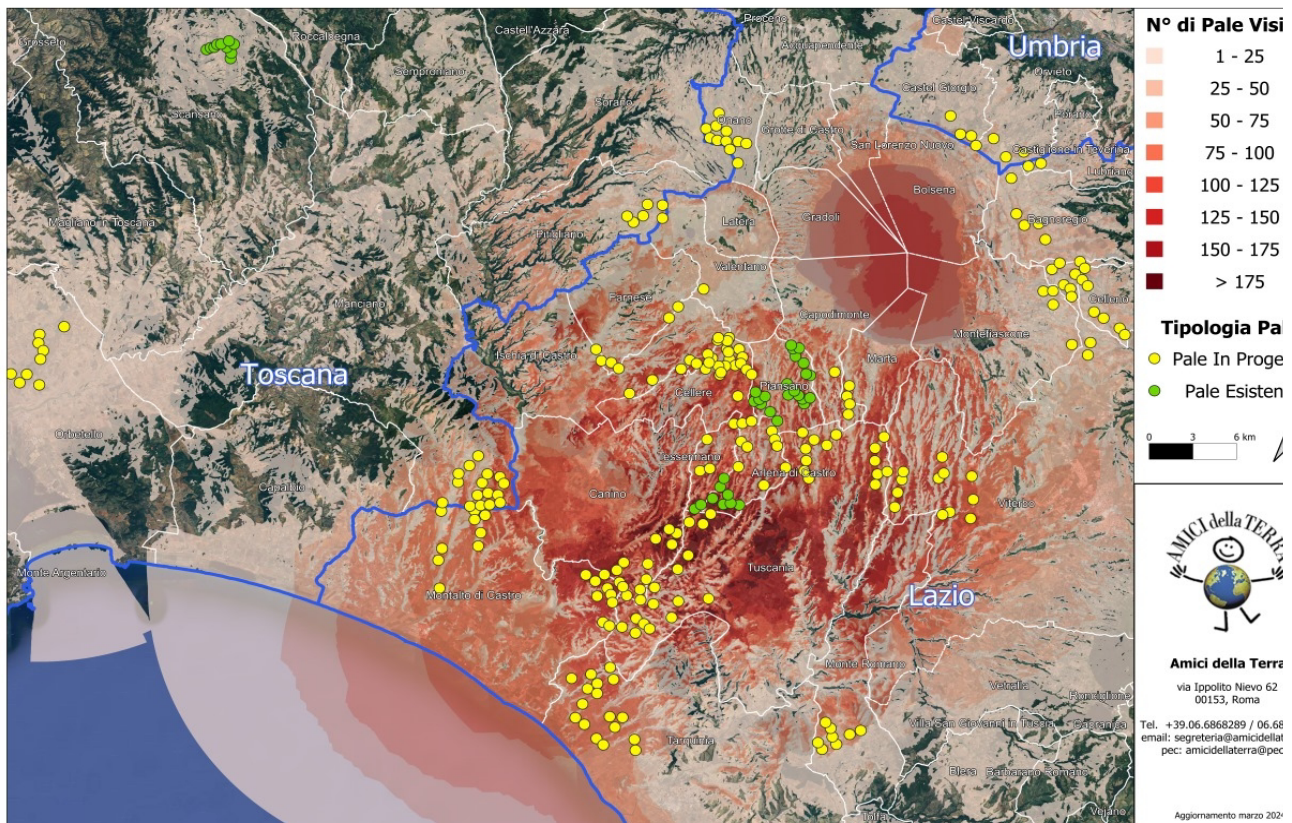 Grosseto
Roccalbegna
Castell'Azzara
Proceno
Castel Viscardo
Acquapendente
Umbria
Orvieto
Semproniano
Sorano
Castel Giorgio
Porano
Scansano
Onano
Grotte di Castro
San Lorenzo Nuovo
Castiglione in Teverina
Lubriano
Bolsena
Magliano in Toscana
Pitigliano
Latera
Gradoli
Bagnoregio
Valentano
Manciano
Farnese
Capodimonte
Celleno
Montefiascone
Ischia di Castro
Marta
Toscana
Cellere
Piansano
Orbetello
Tessennano
Arlena di Castro
Capalbio
Canino
Viterbo
Monte Argentario
Tuscania
Montalto di Castro
Lazio
Monte Romano
Vetralla
Ronciglione
Villa San Giovanni in Tuscia
Capranica
Tarquinia
Blera
Barbarano Romano
Tolfa
Vejano
N° di Pale Visi
1 - 25
25 - 50
50 - 75
75 - 100
100 - 125
125 - 150
150 - 175
> 175
Tipologia Pal
Pale In Proge
Pale Esisten
0 3 6 km
AMICI della TERRA
Amici della Terra
via Ippolito Nievo 62
00153, Roma
Tel. +39.06.6868289 / 06.68
email: segreteria@amicidellat
pec: amicidellaterra@pec
Aggiornamento marzo 2024